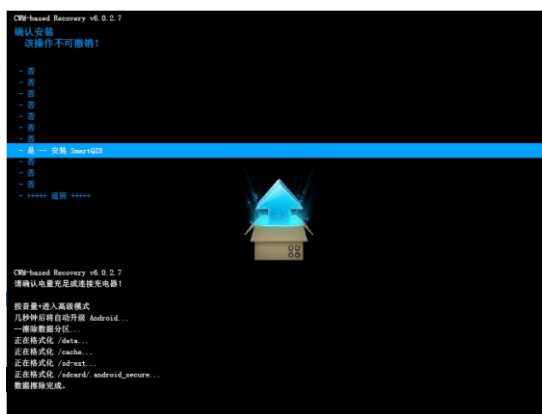 CWM-based Recovery v6.0.2.7
确认安装
该操作不可撤销!
- 否
- 否
- 否
- 否
- 否
- 否
- 否
- 是 — 安装 SmartQZ8
- 否
- 否
- 否
- +++++ 返回 +++++
CWM-based Recovery v6.0.2.7
请确认电量充足或连接充电器!
按音量+进入高级模式
几秒钟后将自动升级 Android...
—擦除数据分区...
正在格式化 /data...
正在格式化 /cache...
正在格式化 /sd-ext...
正在格式化 /sdcard/.android_secure...
数据擦除完成。